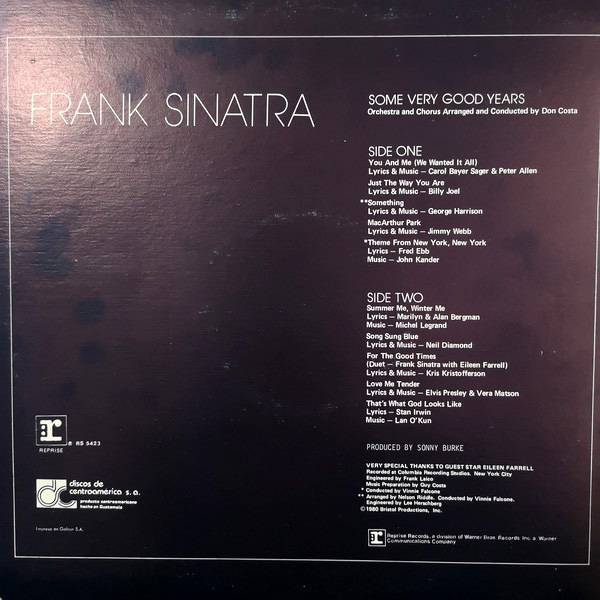 FRANK SINATRA
SOME VERY GOOD YEARS
Orchestra and Chorus Arranged and Conducted by Don Costa
SIDE ONE
You And Me (We Wanted It All)
Lyrics & Music — Carol Bayer Sager & Peter Allen
Just The Way You Are
Lyrics & Music — Billy Joel
**Something
Lyrics & Music — George Harrison
MacArthur Park
Lyrics & Music — Jimmy Webb
*Theme From New York, New York
Lyrics — Fred Ebb
Music — John Kander
SIDE TWO
Summer Me, Winter Me
Lyrics — Marilyn & Alan Bergman
Music — Michel Legrand
Song Sung Blue
Lyrics & Music — Neil Diamond
For The Good Times
(Duet — Frank Sinatra with Eileen Farrell)
Lyrics & Music — Kris Kristofferson
Love Me Tender
Lyrics & Music — Elvis Presley & Vera Matson
That's What God Looks Like
Lyrics — Stan Irwin
Music — Lan O'Kun
PRODUCED BY SONNY BURKE
VERY SPECIAL THANKS TO GUEST STAR EILEEN FARRELL
Recorded at Columbia Recording Studios. New York City
Engineered by Frank Laico
Music Preparation by Guy Costa
* Conducted by Vinnie Falcone
** Arranged by Nelson Riddle. Conducted by Vinnie Falcone.
Engineered by Lee Herschberg
©1980 Bristol Productions, Inc.
r
Reprise Records, a division of Warner Bros. Records Inc. a Warner
Communications Company
r
REPRISE
RS 5423
dc
discos de
centroamérica s. a.
producto centroamericano
hecho en Guatemala
Impreso en Galton S.A.